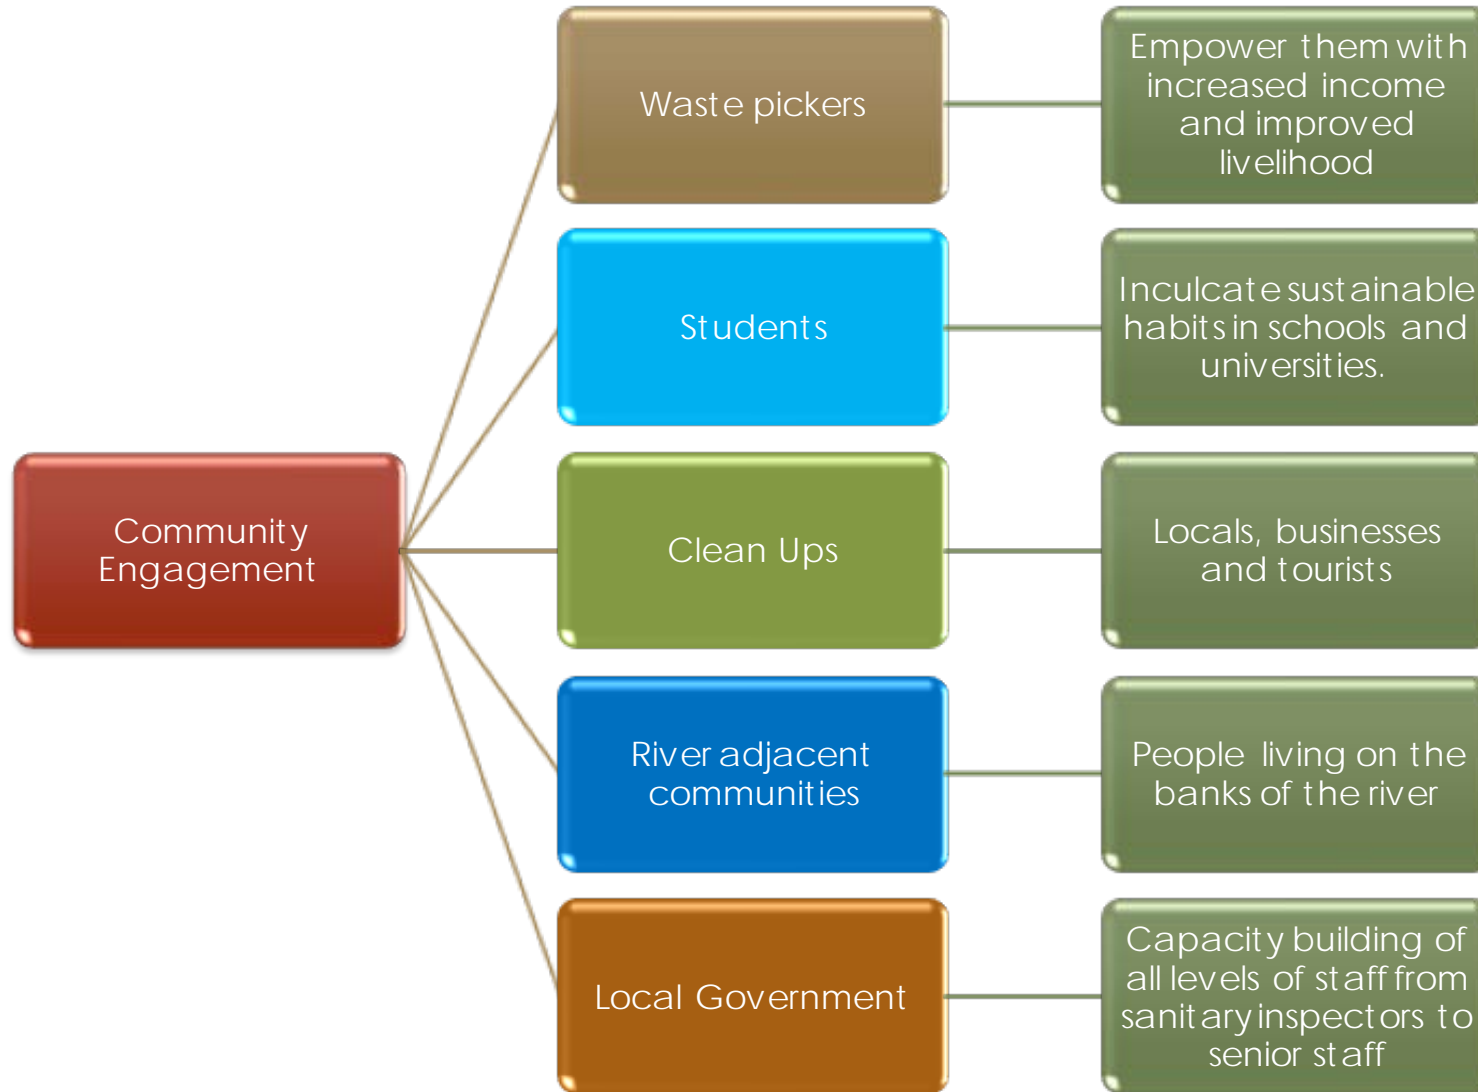 Community
Engagement
Waste pickers
Empower them with
increased income
and improved
livelihood
Students
Inculcate sustainable
habits in schools and
universities.
Clean Ups
Locals, businesses
and tourists
River adjacent
communities
People living on the
banks of the river
Local Government
Capacity building of
all levels of staff from
sanitary inspectors to
senior staff